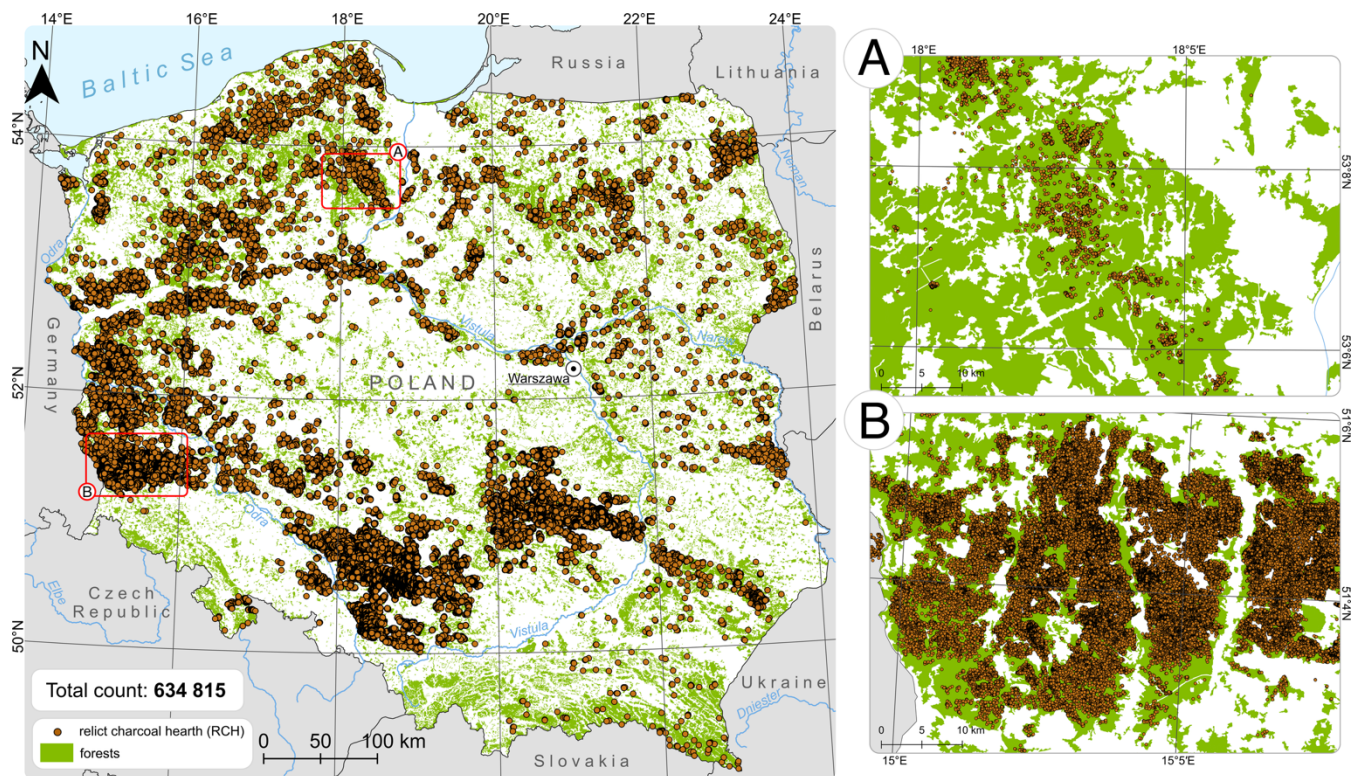 14°E
16°E
18°E
20°E
22°E
24°E
N
Baltic Sea
Russia
Lithuania
54°N
A
Neman
Odra
Belarus
Germany
Vistula
Narew
POLAND
Warszawa
52°N
B
Odra
Elbe
Czech
Republic
Vistula
50°N
Ukraine
Dniester
Slovakia
Total count: 634 815
relict charcoal hearth (RCH)
forests
0 50 100 km
A
18°E
18°5'E
53°8'N
53°6'N
0 5 10 km
B
51°6'N
51°4'N
0 5 10 km
15°E
15°5'E